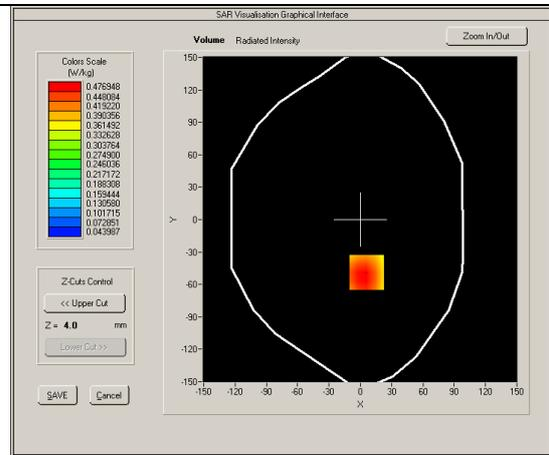 SAR Visualisation Graphical Interface
Volume Radiated Intensity
Zoom In/Out
Colors Scale
(W/kg)
0.476948
0.448084
0.419220
0.390356
0.361492
0.332628
0.303764
0.274900
0.246036
0.217172
0.188308
0.159444
0.130580
0.101715
0.072851
0.043987
Z-Cuts Control
<< Upper Cut
Z = 4.0 mm
Lower Cut >>
SAVE Cancel
150-
120-
90-
60-
30-
0-
-30-
-60-
-90-
-120-
-150-
Y
-150 -120 -90 -60 -30 0 30 60 90 120 150
X